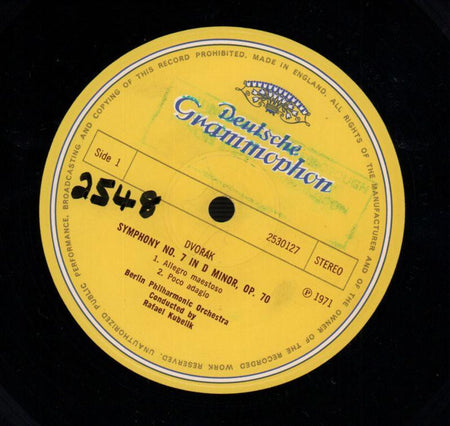 UNAUTHORIZED PUBLIC PERFORMANCE, BROADCASTING AND COPYING OF THIS RECORD PROHIBITED. MADE IN ENGLAND. ALL RIGHTS OF THE MANUFACTURER AND OF THE OWNER OF THE RECORDED WORK RESERVED.
Deutsche
Grammophon
Side 1
2548
2530127
STEREO
DVORAK
SYMPHONY NO. 7 IN D MINOR, OP. 70
1. Allegro maestoso
2. Poco adagio
Berlin Philharmonic Orchestra
Conducted by
Rafael Kubelik
Ⓟ 1971